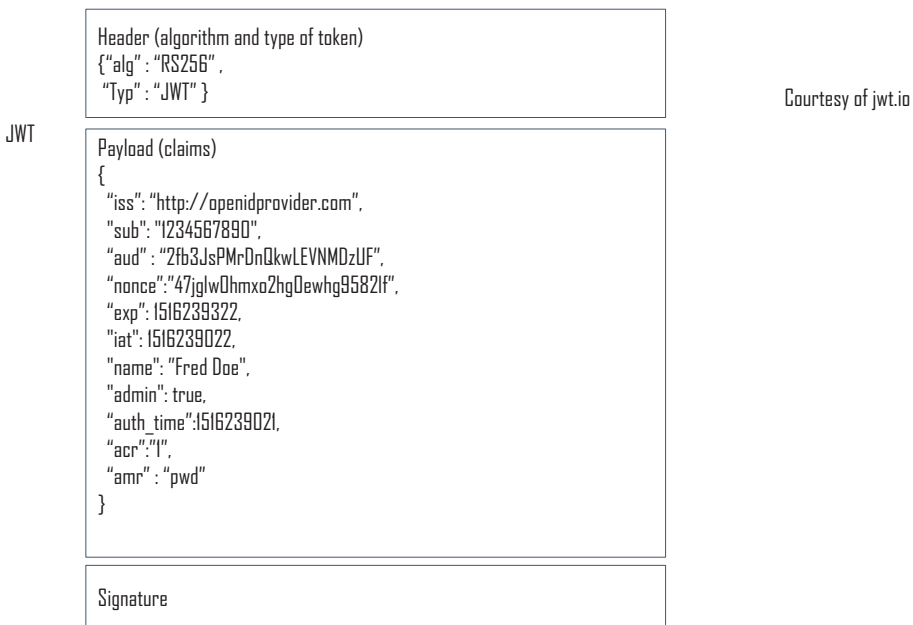 Header (algorithm and type of token)
{“alg” : “RS256” ,
“Typ” : “JWT” }
Courtesy of jwt.io
JWT
Payload (claims)
{
“iss”: “http://openidprovider.com”,
"sub": "1234567890",
“aud” : “2fb3JsPMrDnQkwLEVNMDzUF”,
“nonce”:”47jglw0hmxo2hg0ewhg9582lf”,
“exp”: 1516239322,
"iat": 1516239022,
"name": ”Fred Doe",
"admin": true,
“auth_time”:1516239021,
“acr”:”1”,
“amr” : “pwd”
}
Signature